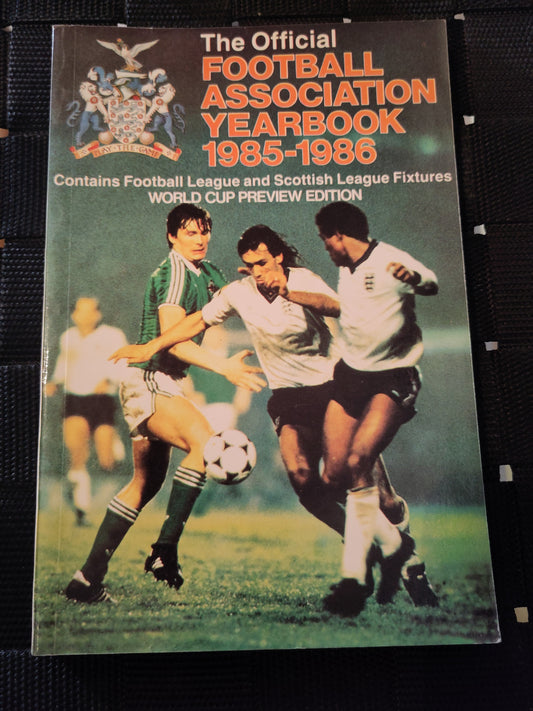 The Official
FOOTBALL
ASSOCIATION
YEARBOOK
1985-1986
PLAY·THE·GAME
Contains Football League and Scottish League Fixtures
WORLD CUP PREVIEW EDITION